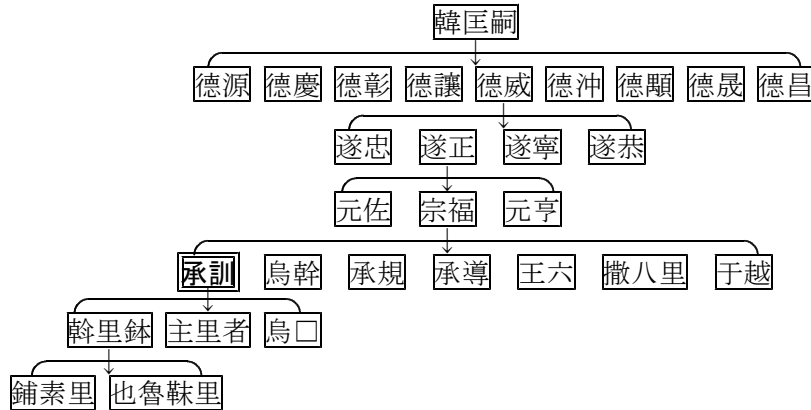 韓匡嗣
德源 德慶 德彰 德讓 德威 德沖 德顒 德晟 德昌
遂忠 遂正 遂寧 遂恭
元佐 宗福 元亨
承訓 烏幹 承規 承導 王六 撒八里 于越
斡里鉢 主里者 烏□
鋪素里 也魯靺里